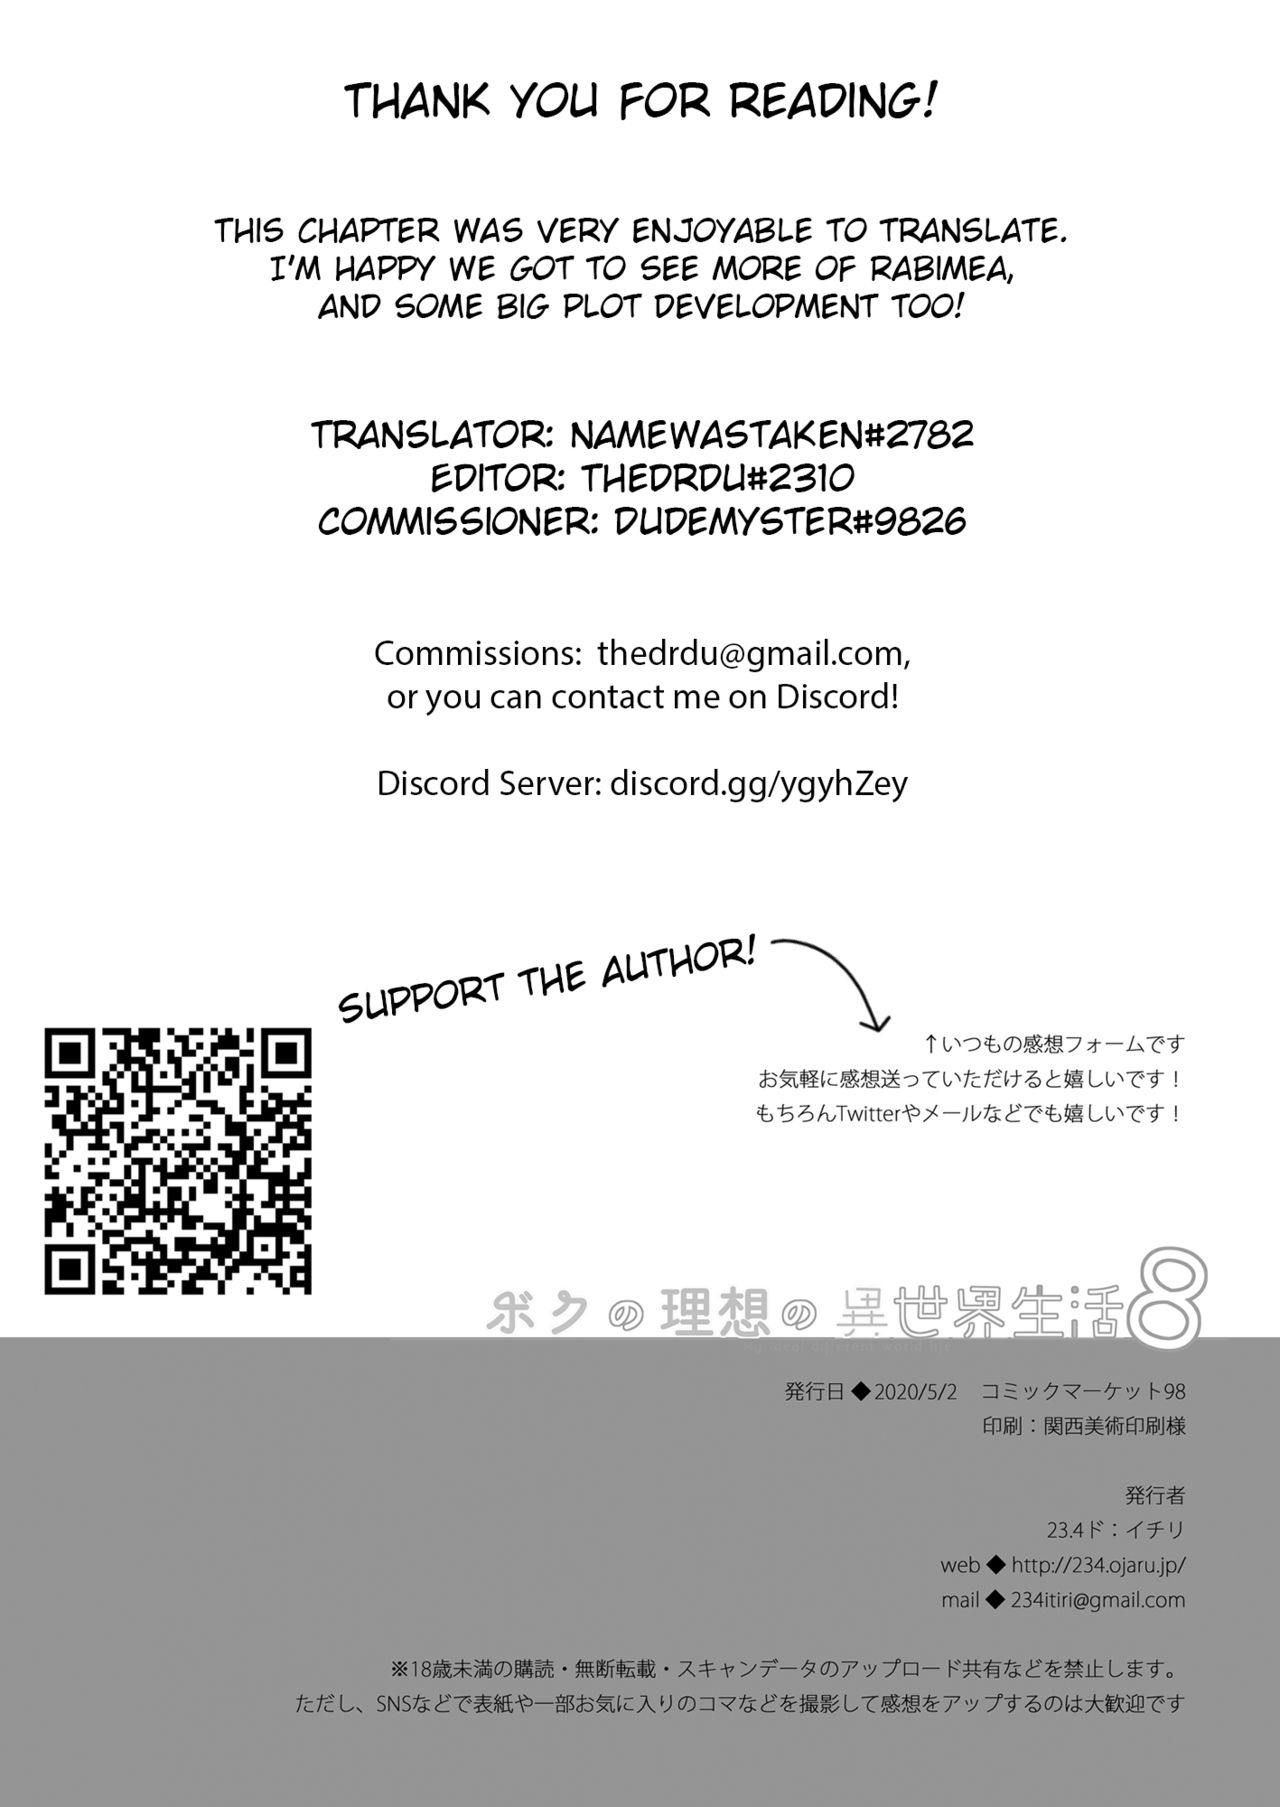 THANK YOU FOR READING!
THIS CHAPTER WAS VERY ENJOYABLE TO TRANSLATE.
I'M HAPPY WE GOT TO SEE MORE OF RABIMEA,
AND SOME BIG PLOT DEVELOPMENT TOO!
TRANSLATOR: NAMEWASTAKEN#2782
EDITOR: THEDRDU#2310
COMMISSIONER: DUDEMYSTER#9826
Commissions: thedrdu@gmail.com,
or you can contact me on Discord!
Discord Server: discord.gg/ygyhZey
SUPPORT THE AUTHOR!
↑いつもの感想フォームです
お気軽に感想送っていただけると嬉しいです！
もちろんTwitterやメールなどでも嬉しいです！
ボクの理想の異世界生活8
My ideal different world life
発行日◆2020/5/2 コミックマーケット98
印刷：関西美術印刷様
発行者
23.4ド：イチリ
web◆http://234.ojaru.jp/
mail◆234itiri@gmail.com
※18歳未満の購読・無断転載・スキャンデータのアップロード共有などを禁止します。
ただし、SNSなどで表紙や一部お気に入りのコマなどを撮影して感想をアップするのは大歓迎です